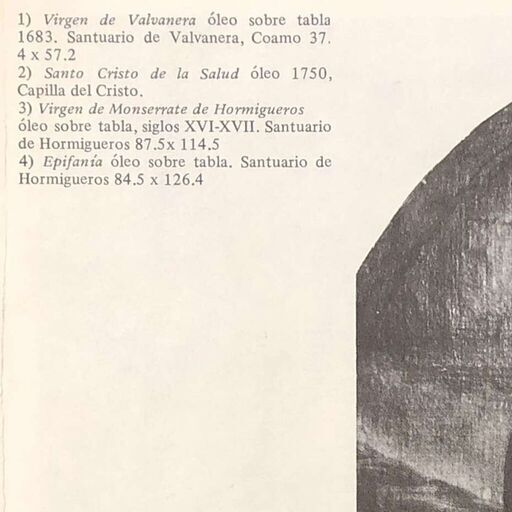 1) Virgen de Valvanera óleo sobre tabla
1683. Santuario de Valvanera, Coamo 37.
4 x 57.2
2) Santo Cristo de la Salud óleo 1750,
Capilla del Cristo.
3) Virgen de Monserrate de Hormigueros
óleo sobre tabla, siglos XVI-XVII. Santuario
de Hormigueros 87.5x 114.5
4) Epifanía óleo sobre tabla. Santuario de
Hormigueros 84.5 x 126.4